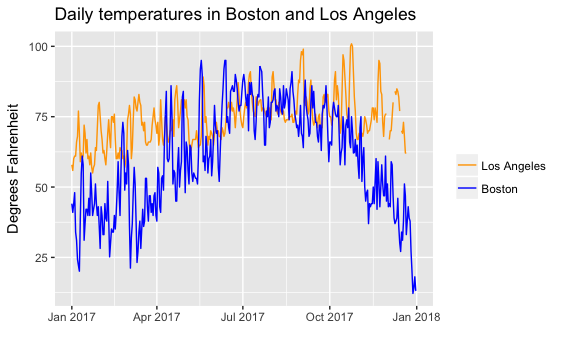 Daily temperatures in Boston and Los Angeles
Degrees Fahrenheit
100
75
50
25
Jan 2017 Apr 2017 Jul 2017 Oct 2017 Jan 2018
Los Angeles
Boston